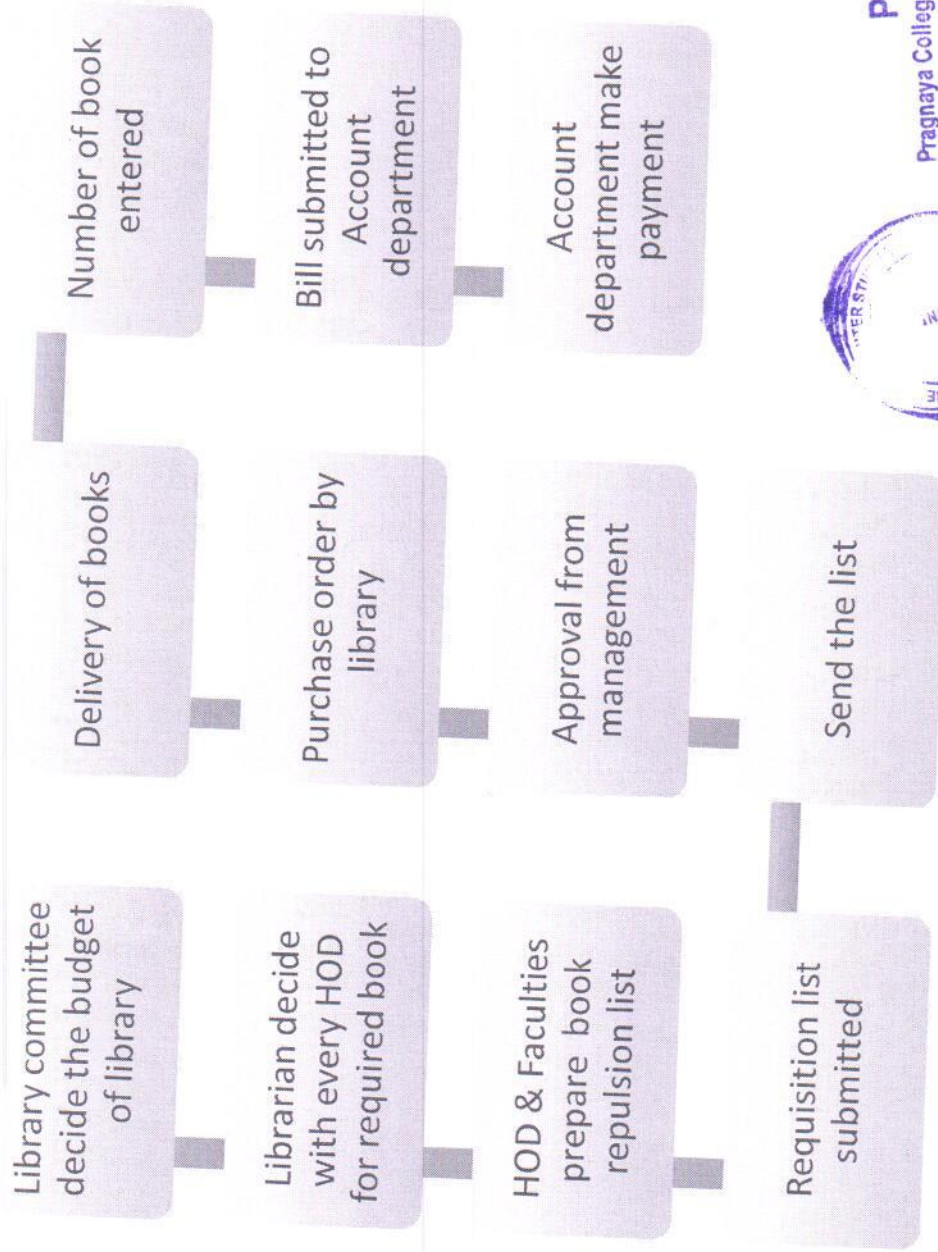 Library committee
decide the budget
of library
Librarian decide
with every HOD
for required book
HOD & Faculties
prepare book
repulsion list
Requisition list
submitted
Send the list
Approval from
management
Purchase order by
library
Delivery of books
Number of book
entered
Bill submitted to
Account
department
Account
department make
payment
P
Pragnaya Colleg
TER STU